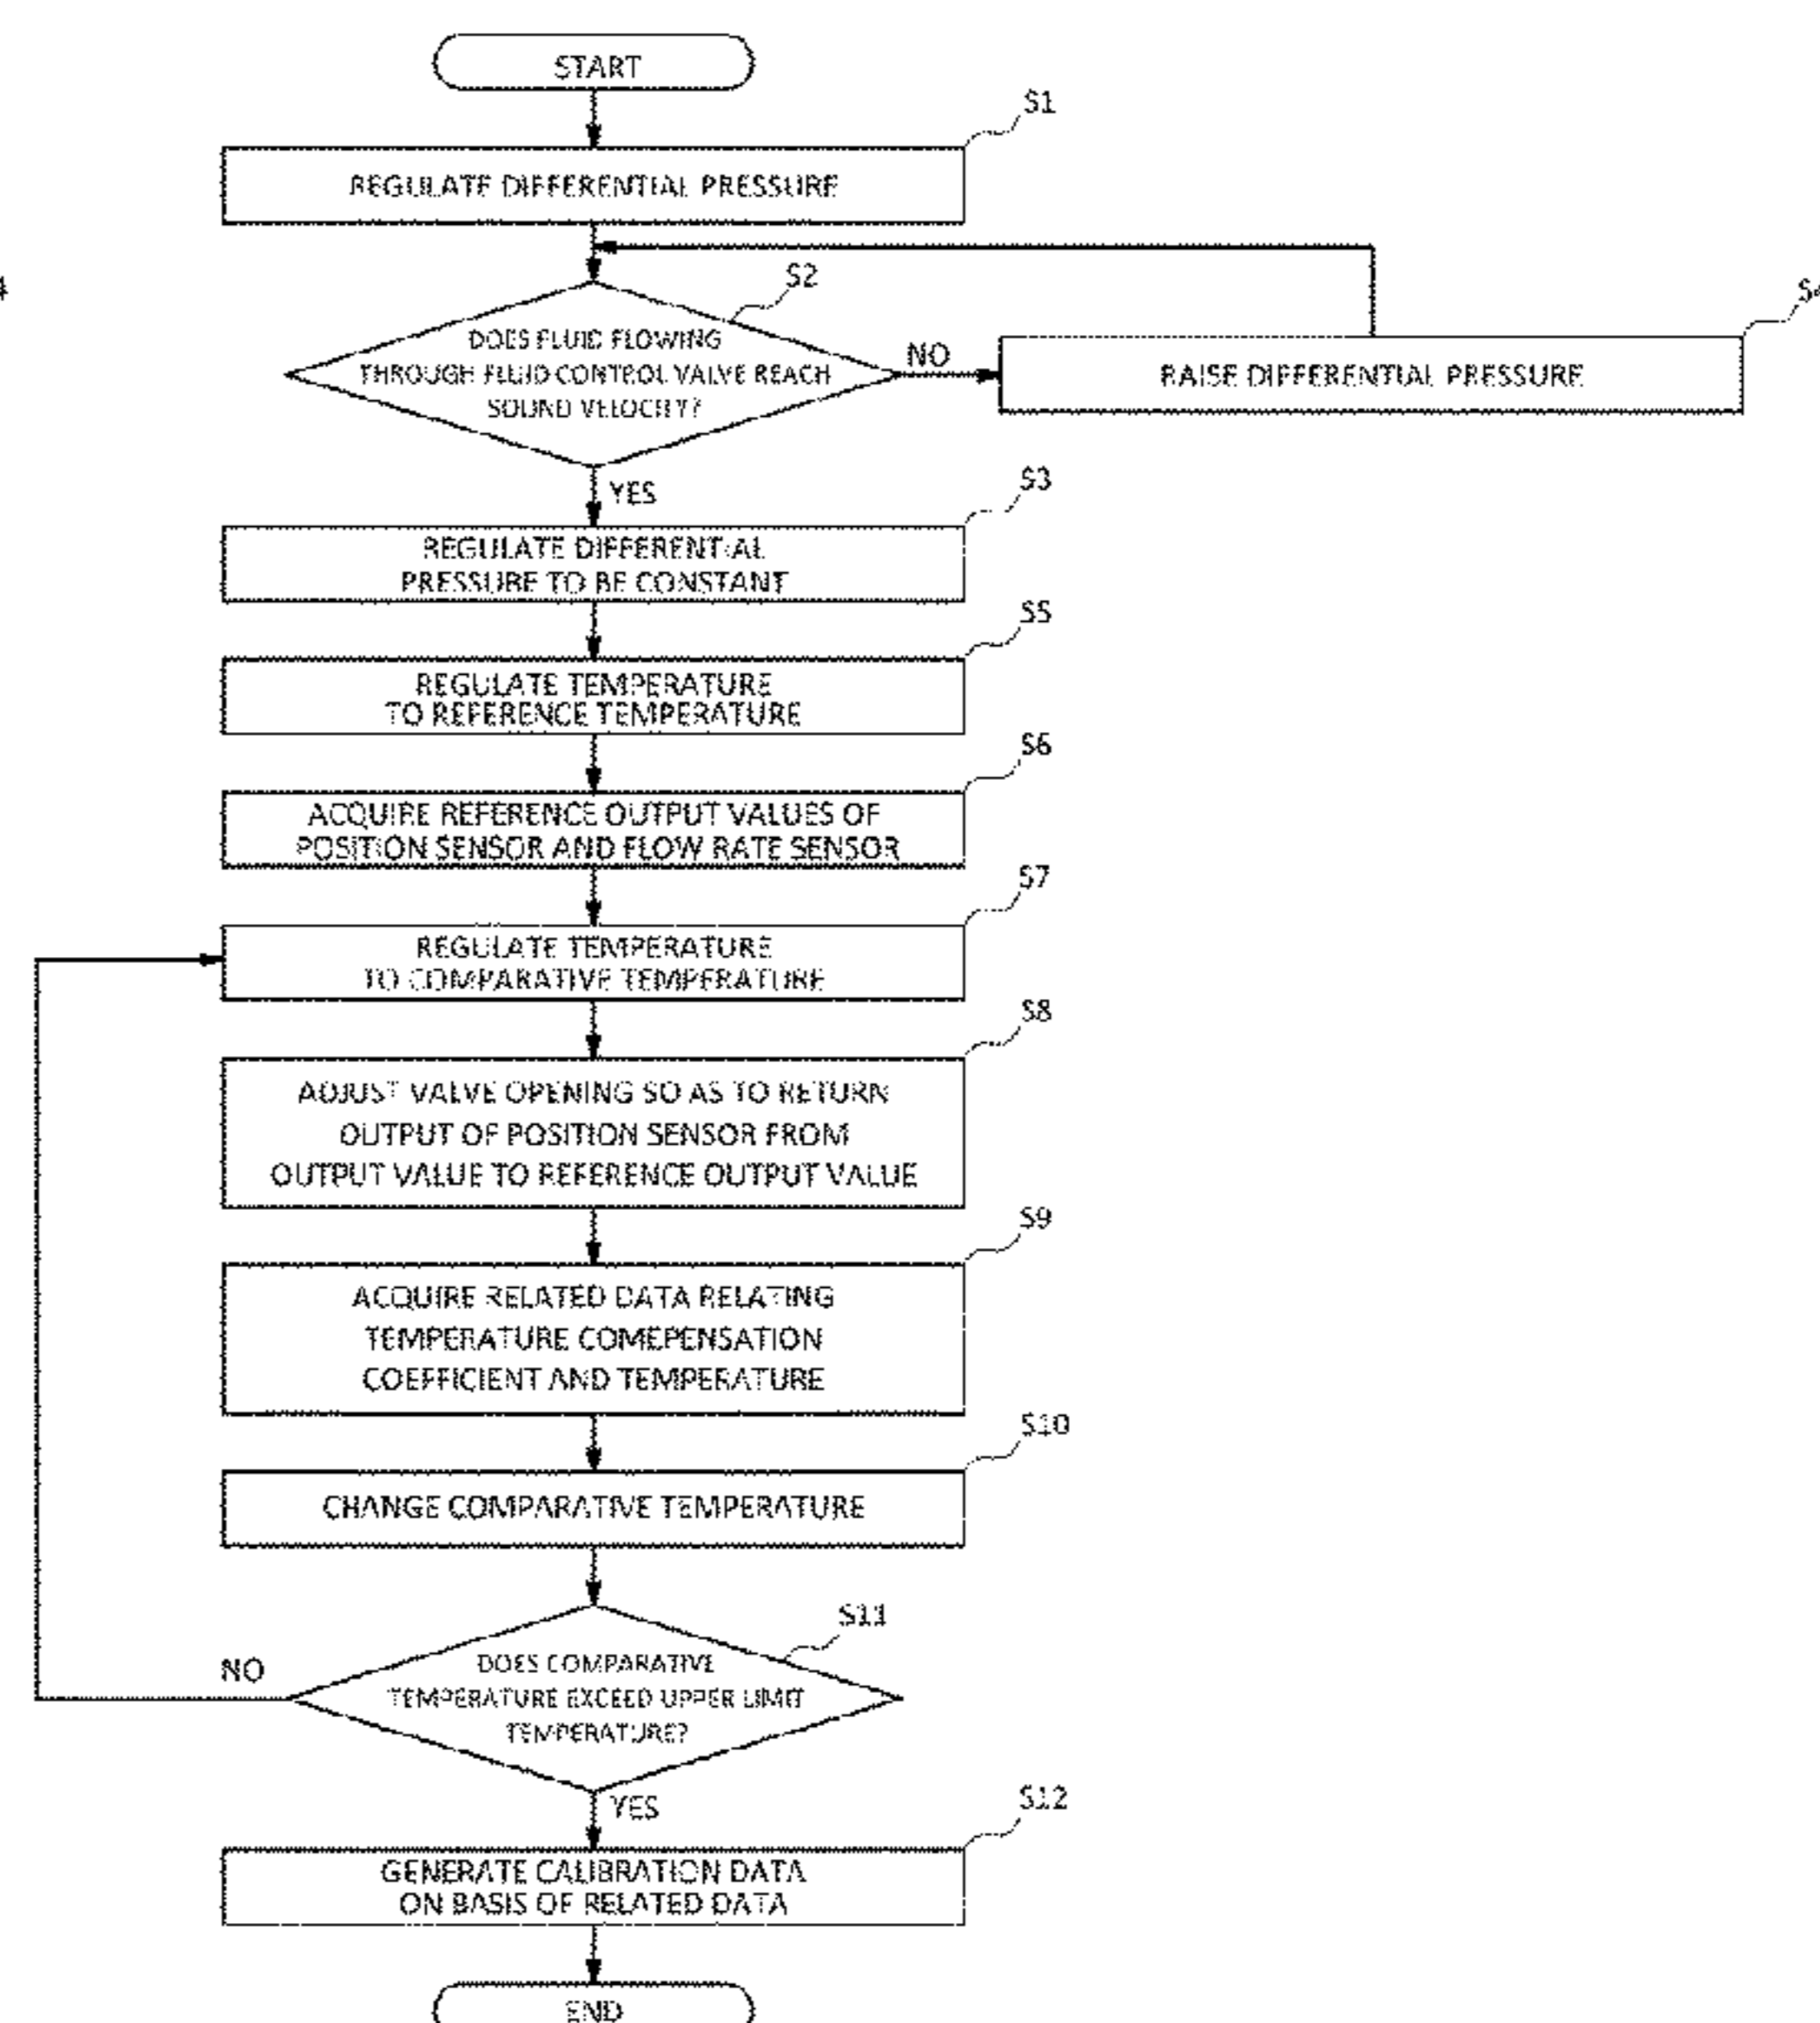 START
S1
REGULATE DIFFERENTIAL PRESSURE
4
S2
DOES FLUID FLOWING
THROUGH FLUID CONTROL VALVE REACH
SOUND VELOCITY?
NO
S4
RAISE DIFFERENTIAL PRESSURE
YES
S3
REGULATE DIFFERENTIAL
PRESSURE TO BE CONSTANT
S5
REGULATE TEMPERATURE
TO REFERENCE TEMPERATURE
S6
ACQUIRE REFERENCE OUTPUT VALUES OF
POSITION SENSOR AND FLOW RATE SENSOR
S7
REGULATE TEMPERATURE
TO COMPARATIVE TEMPERATURE
S8
ADJUST VALVE OPENING SO AS TO RETURN
OUTPUT OF POSITION SENSOR FROM
OUTPUT VALUE TO REFERENCE OUTPUT VALUE
S9
ACQUIRE RELATED DATA RELATING
TEMPERATURE COMEPENSATION
COEFFICIENT AND TEMPERATURE
S10
CHANGE COMPARATIVE TEMPERATURE
S11
DOES COMPARATIVE
TEMPERATURE EXCEED UPPER LIMIT
TEMPERATURE?
NO
YES
S12
GENERATE CALIBRATION DATA
ON BASIS OF RELATED DATA
END